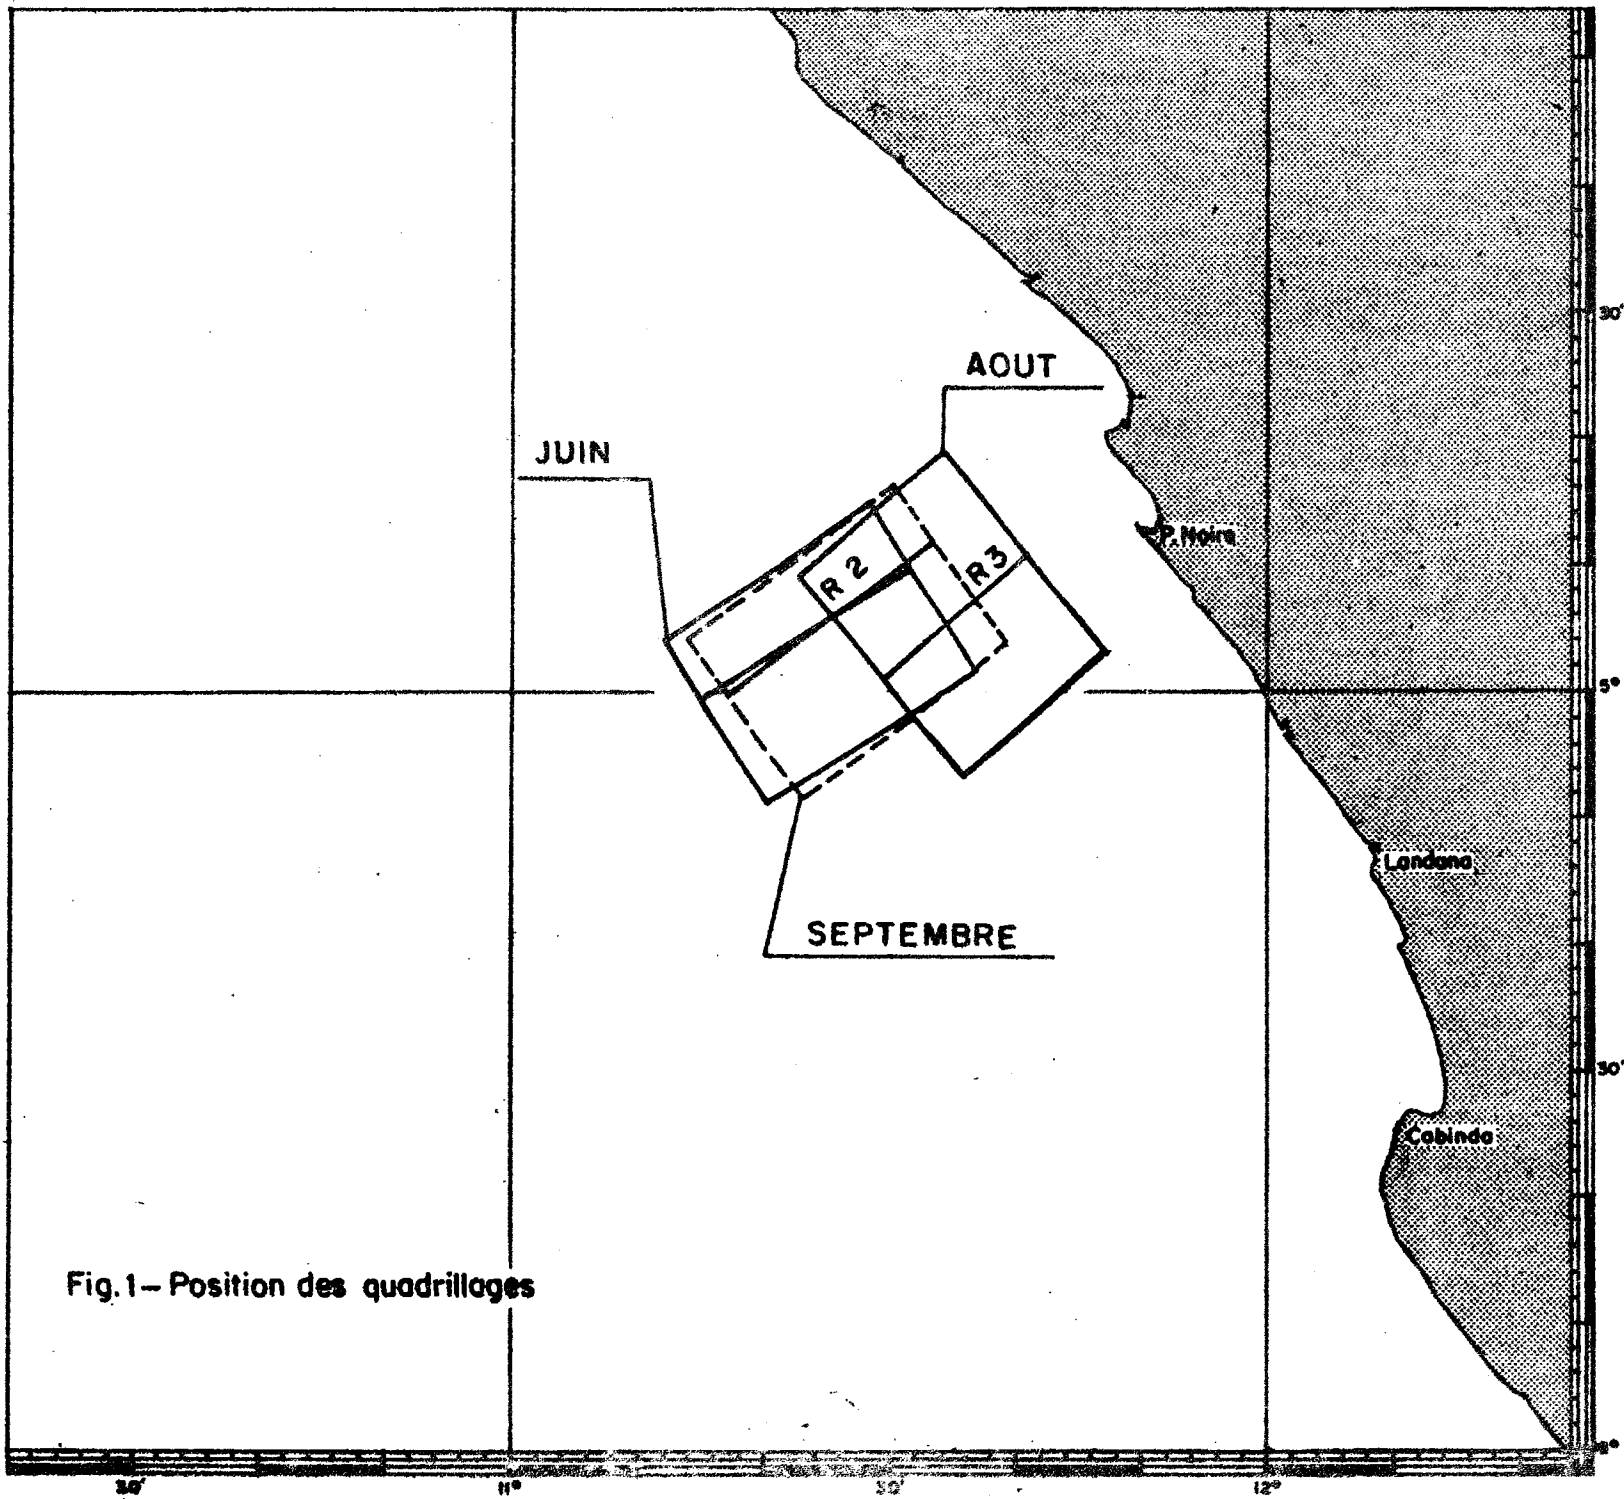 30'
AOUT
JUIN
P. Noire
R 2
R 3
5°
Landana
SEPTEMBRE
30'
Cabinda
Fig. 1 – Position des quadrillages
6°
30'
11°
30'
12°